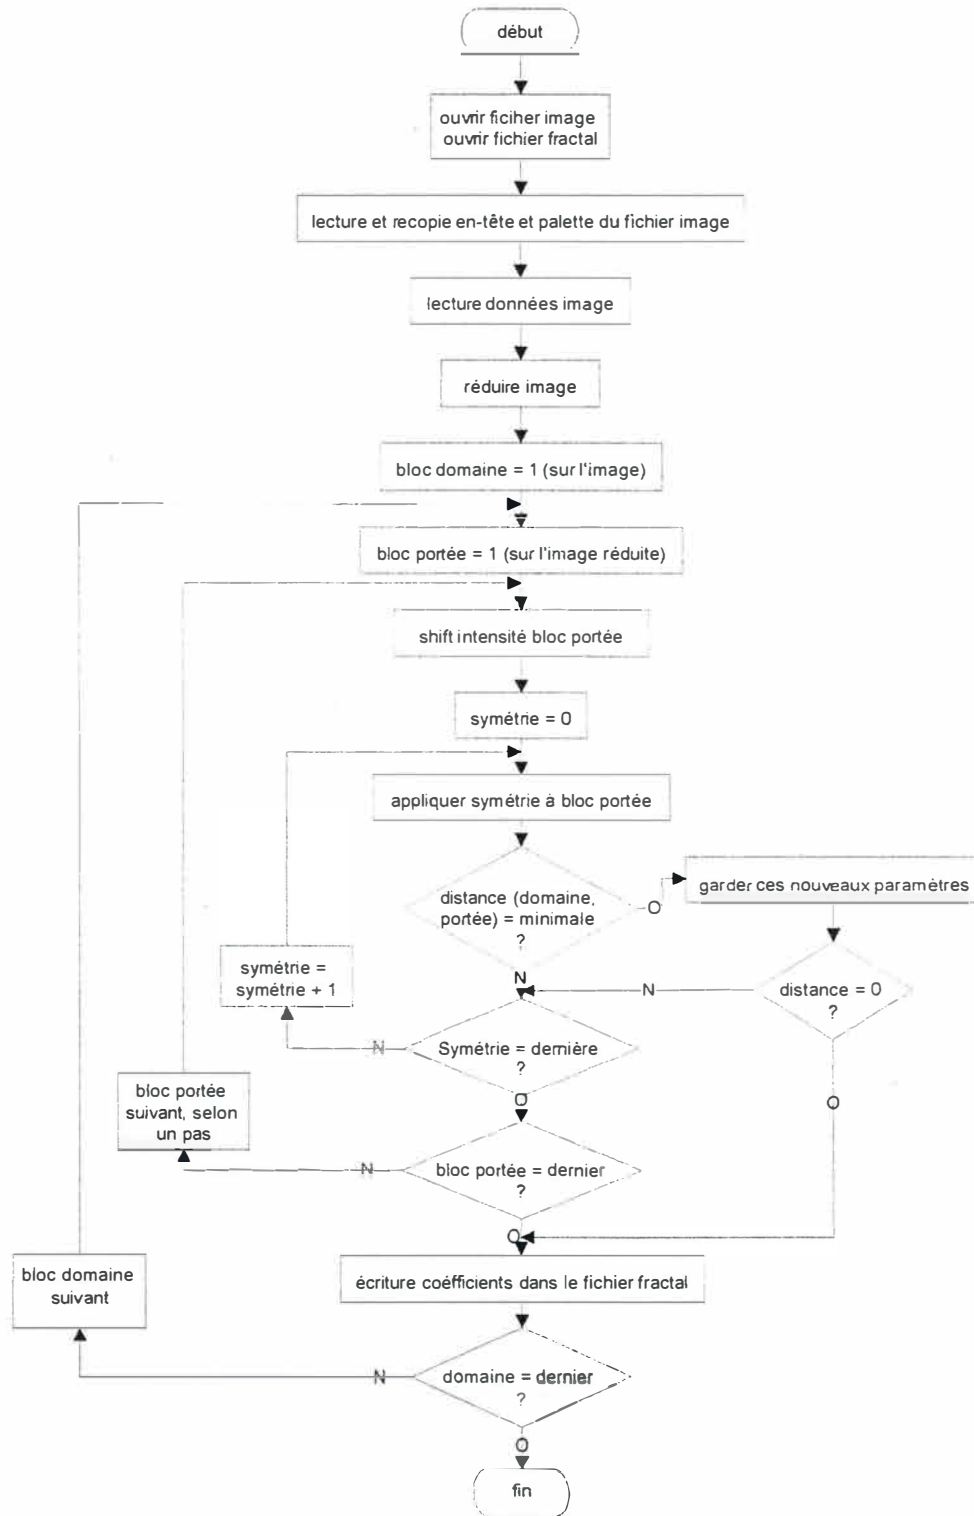 début
ouvrir ficiher image
ouvrir fichier fractal
lecture et recopie en-tête et palette du fichier image
lecture données image
réduire image
bloc domaine = 1 (sur l'image)
bloc portée = 1 (sur l'image réduite)
shift intensité bloc portée
symétrie = 0
appliquer symétrie à bloc portée
distance (domaine,
portée) = minimale
?
O
garder ces nouveaux paramètres
symétrie =
symétrie + 1
N
N
distance = 0
?
N
Symétrie = dernière
?
O
O
bloc portée
suivant, selon
un pas
N
bloc portée = dernier
?
O
bloc domaine
suivant
écriture coéfficients dans le fichier fractal
N
domaine = dernier
?
O
fin